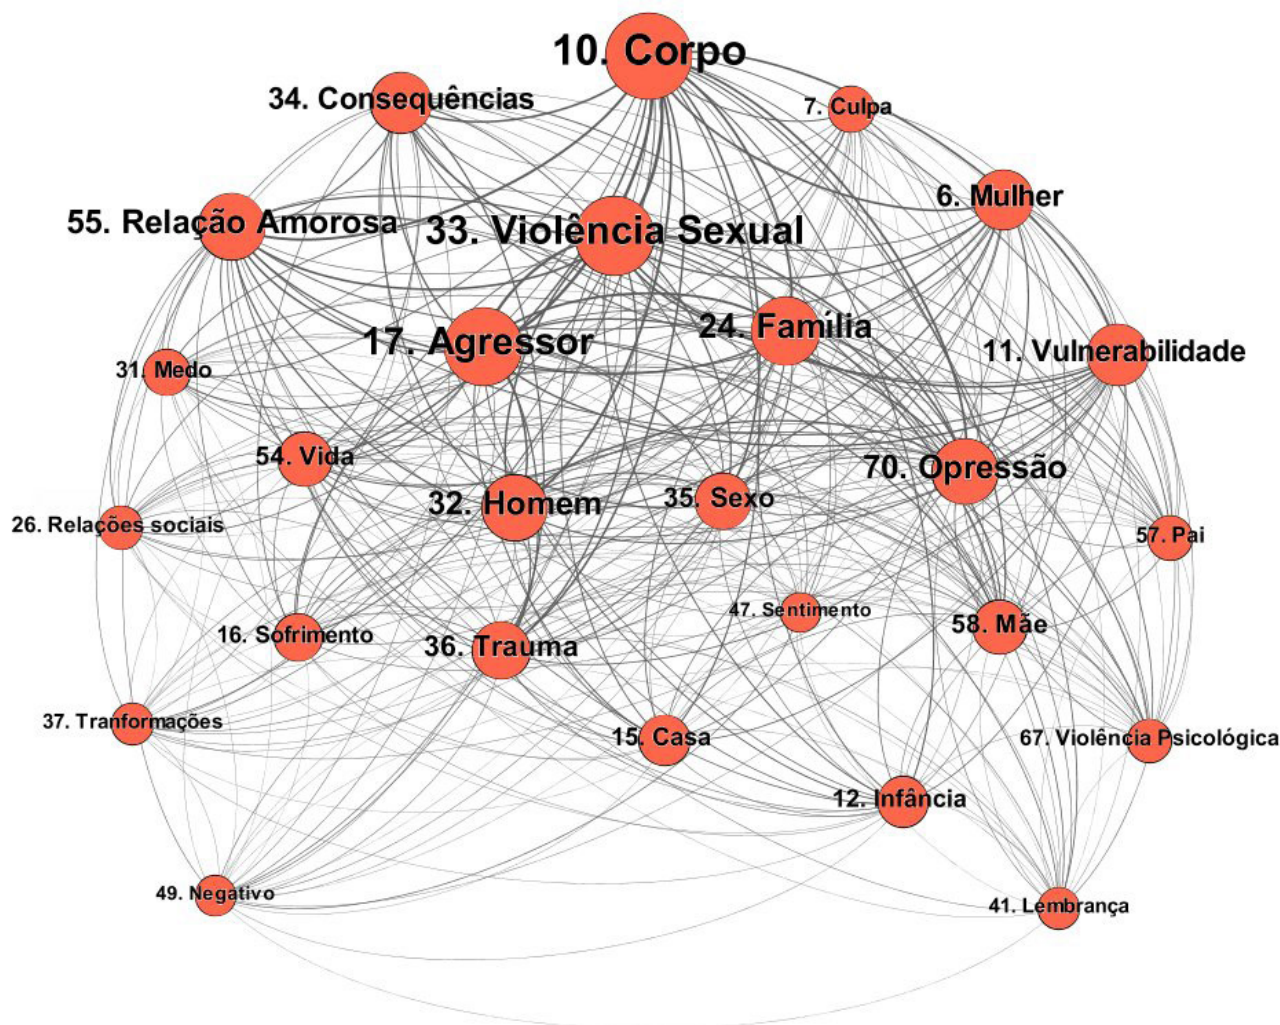 10. Corpo
34. Consequências
7. Culpa
6. Mulher
55. Relação Amorosa
33. Violência Sexual
24. Família
17. Agressor
11. Vulnerabilidade
31. Medo
54. Vida
70. Opressão
32. Homem
35. Sexo
26. Relações sociais
57. Pai
47. Sentimento
58. Mãe
16. Sofrimento
36. Trauma
37. Tranformações
15. Casa
67. Violência Psicológica
12. Infância
49. Negativo
41. Lembrança